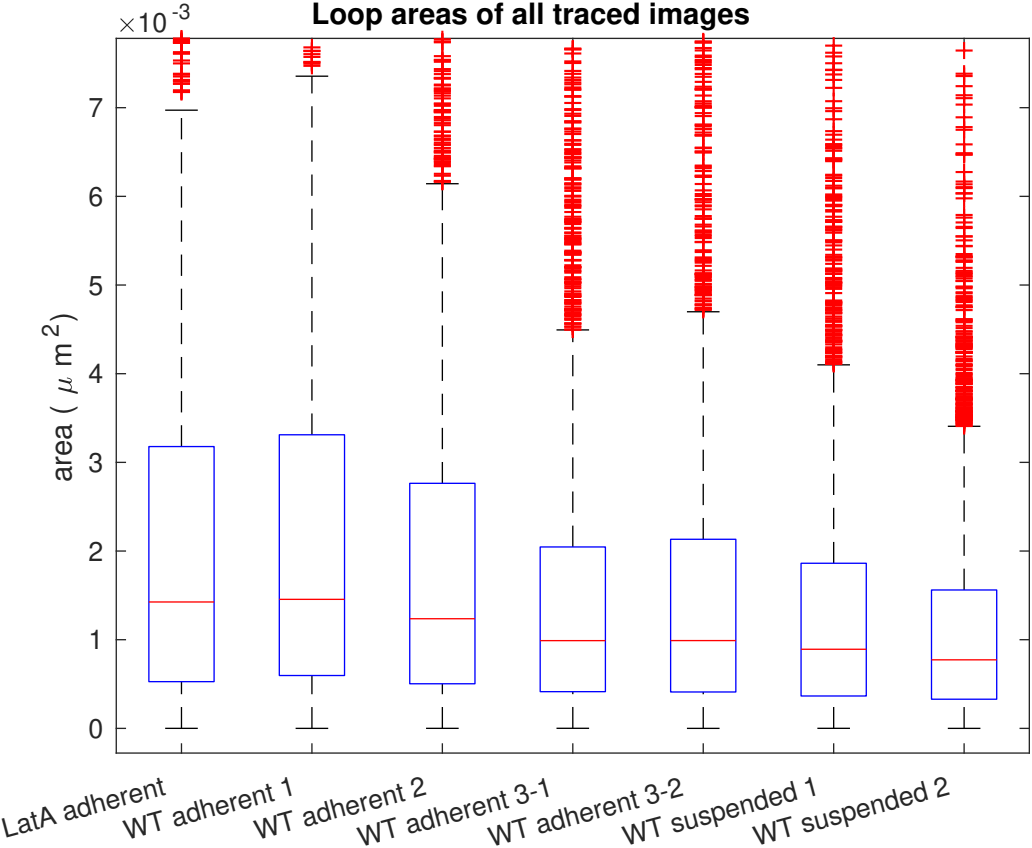 Loop areas of all traced images
×10⁻³
7
6
5
4
3
2
1
0
area ( μ m²)
LatA adherent
WT adherent 1
WT adherent 2
WT adherent 3-1
WT adherent 3-2
WT suspended 1
WT suspended 2